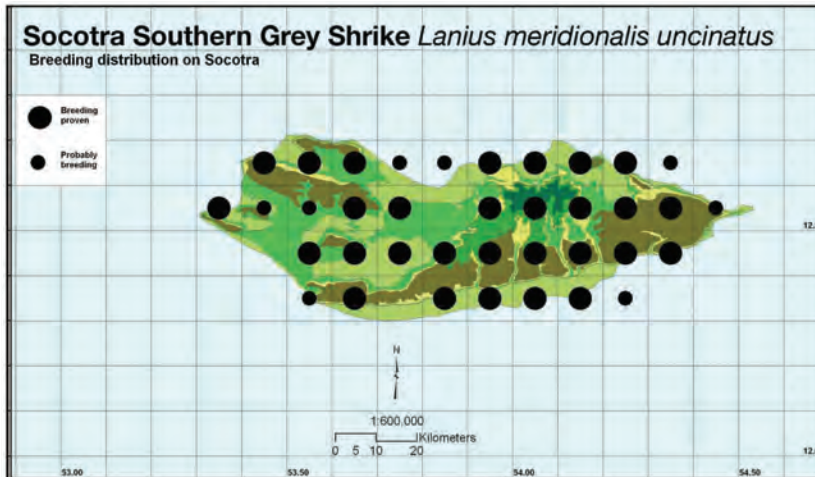 Socotra Southern Grey Shrike Lanius meridionalis uncinatus
Breeding distribution on Socotra
Breeding
proven
Probably
breeding
N
1:600,000
Kilometers
0 5 10 20
53.00 53.50 54.00 54.50